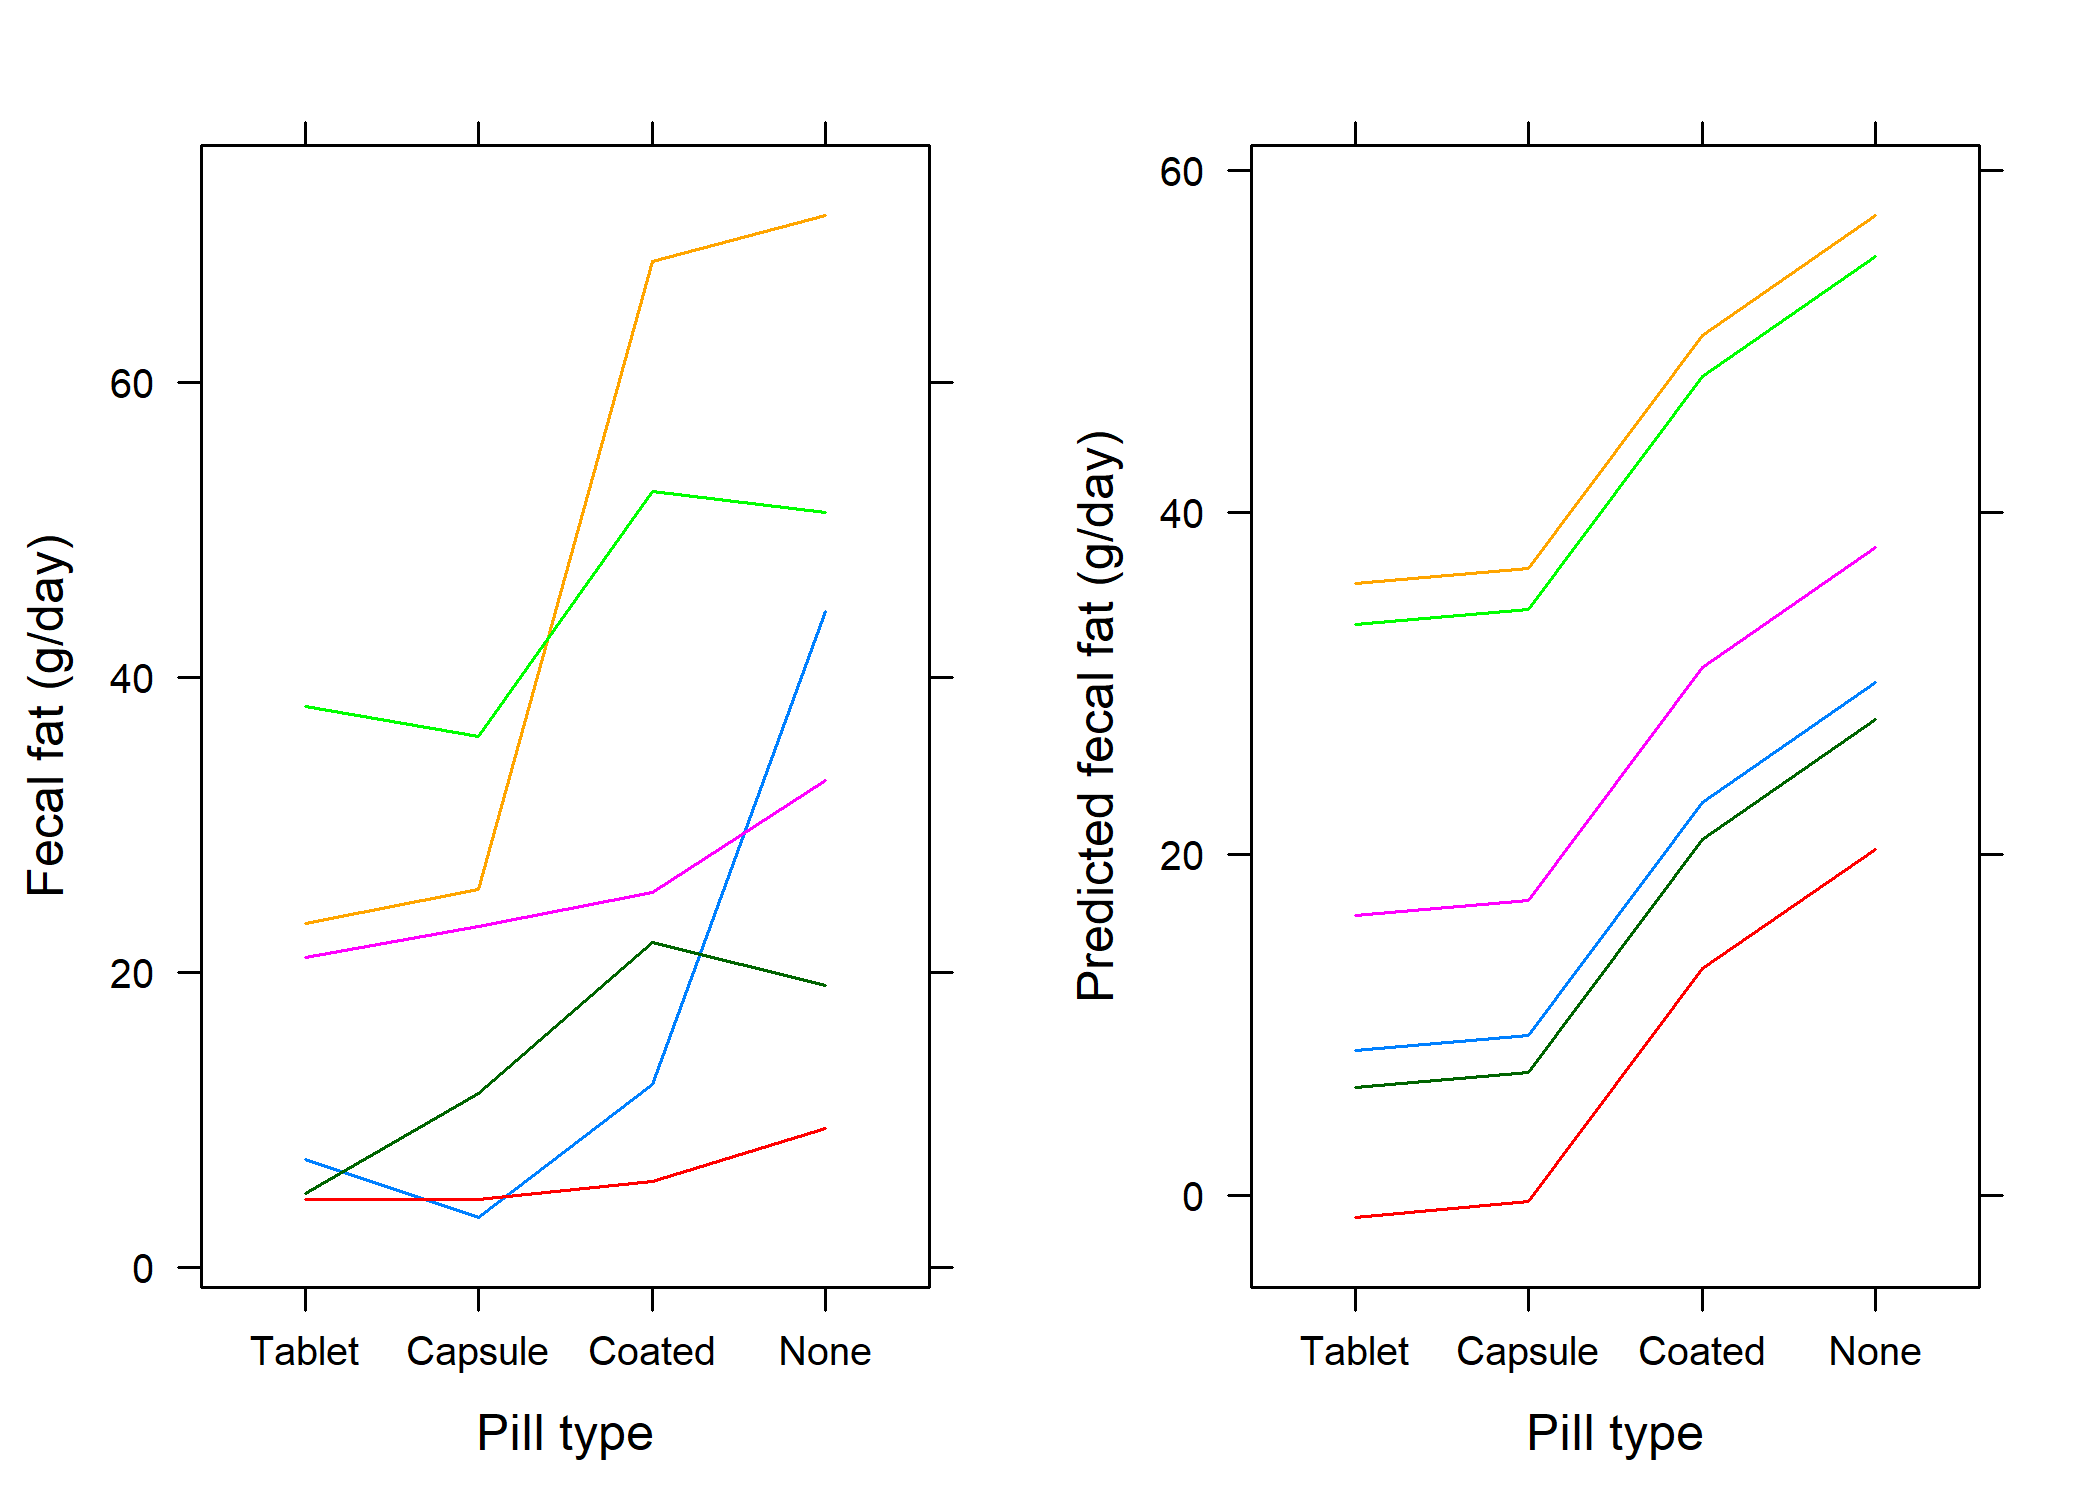 Fecal fat (g/day)
60
40
20
0
Tablet Capsule Coated None
Pill type
Predicted fecal fat (g/day)
60
40
20
0
Tablet Capsule Coated None
Pill type